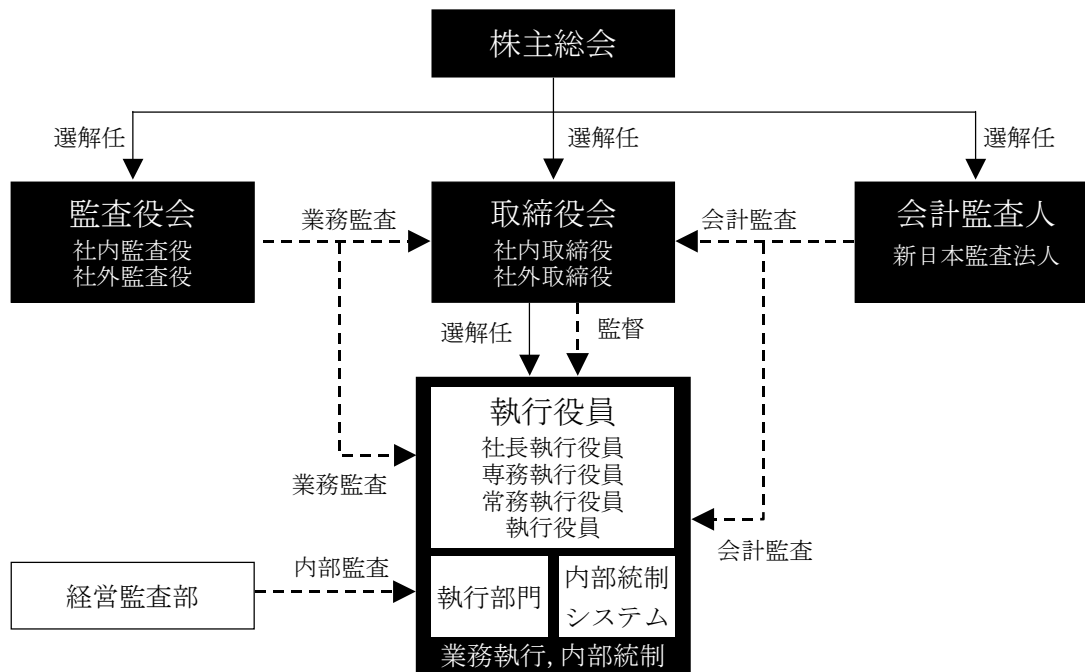 株主総会
選解任
選解任
選解任
監査役会
社内監査役
社外監査役
業務監査
取締役会
社内取締役
社外取締役
会計監査
会計監査人
新日本監査法人
選解任
監督
執行役員
社長執行役員
専務執行役員
常務執行役員
執行役員
業務監査
会計監査
経営監査部
内部監査
執行部門
内部統制
システム
業務執行, 内部統制